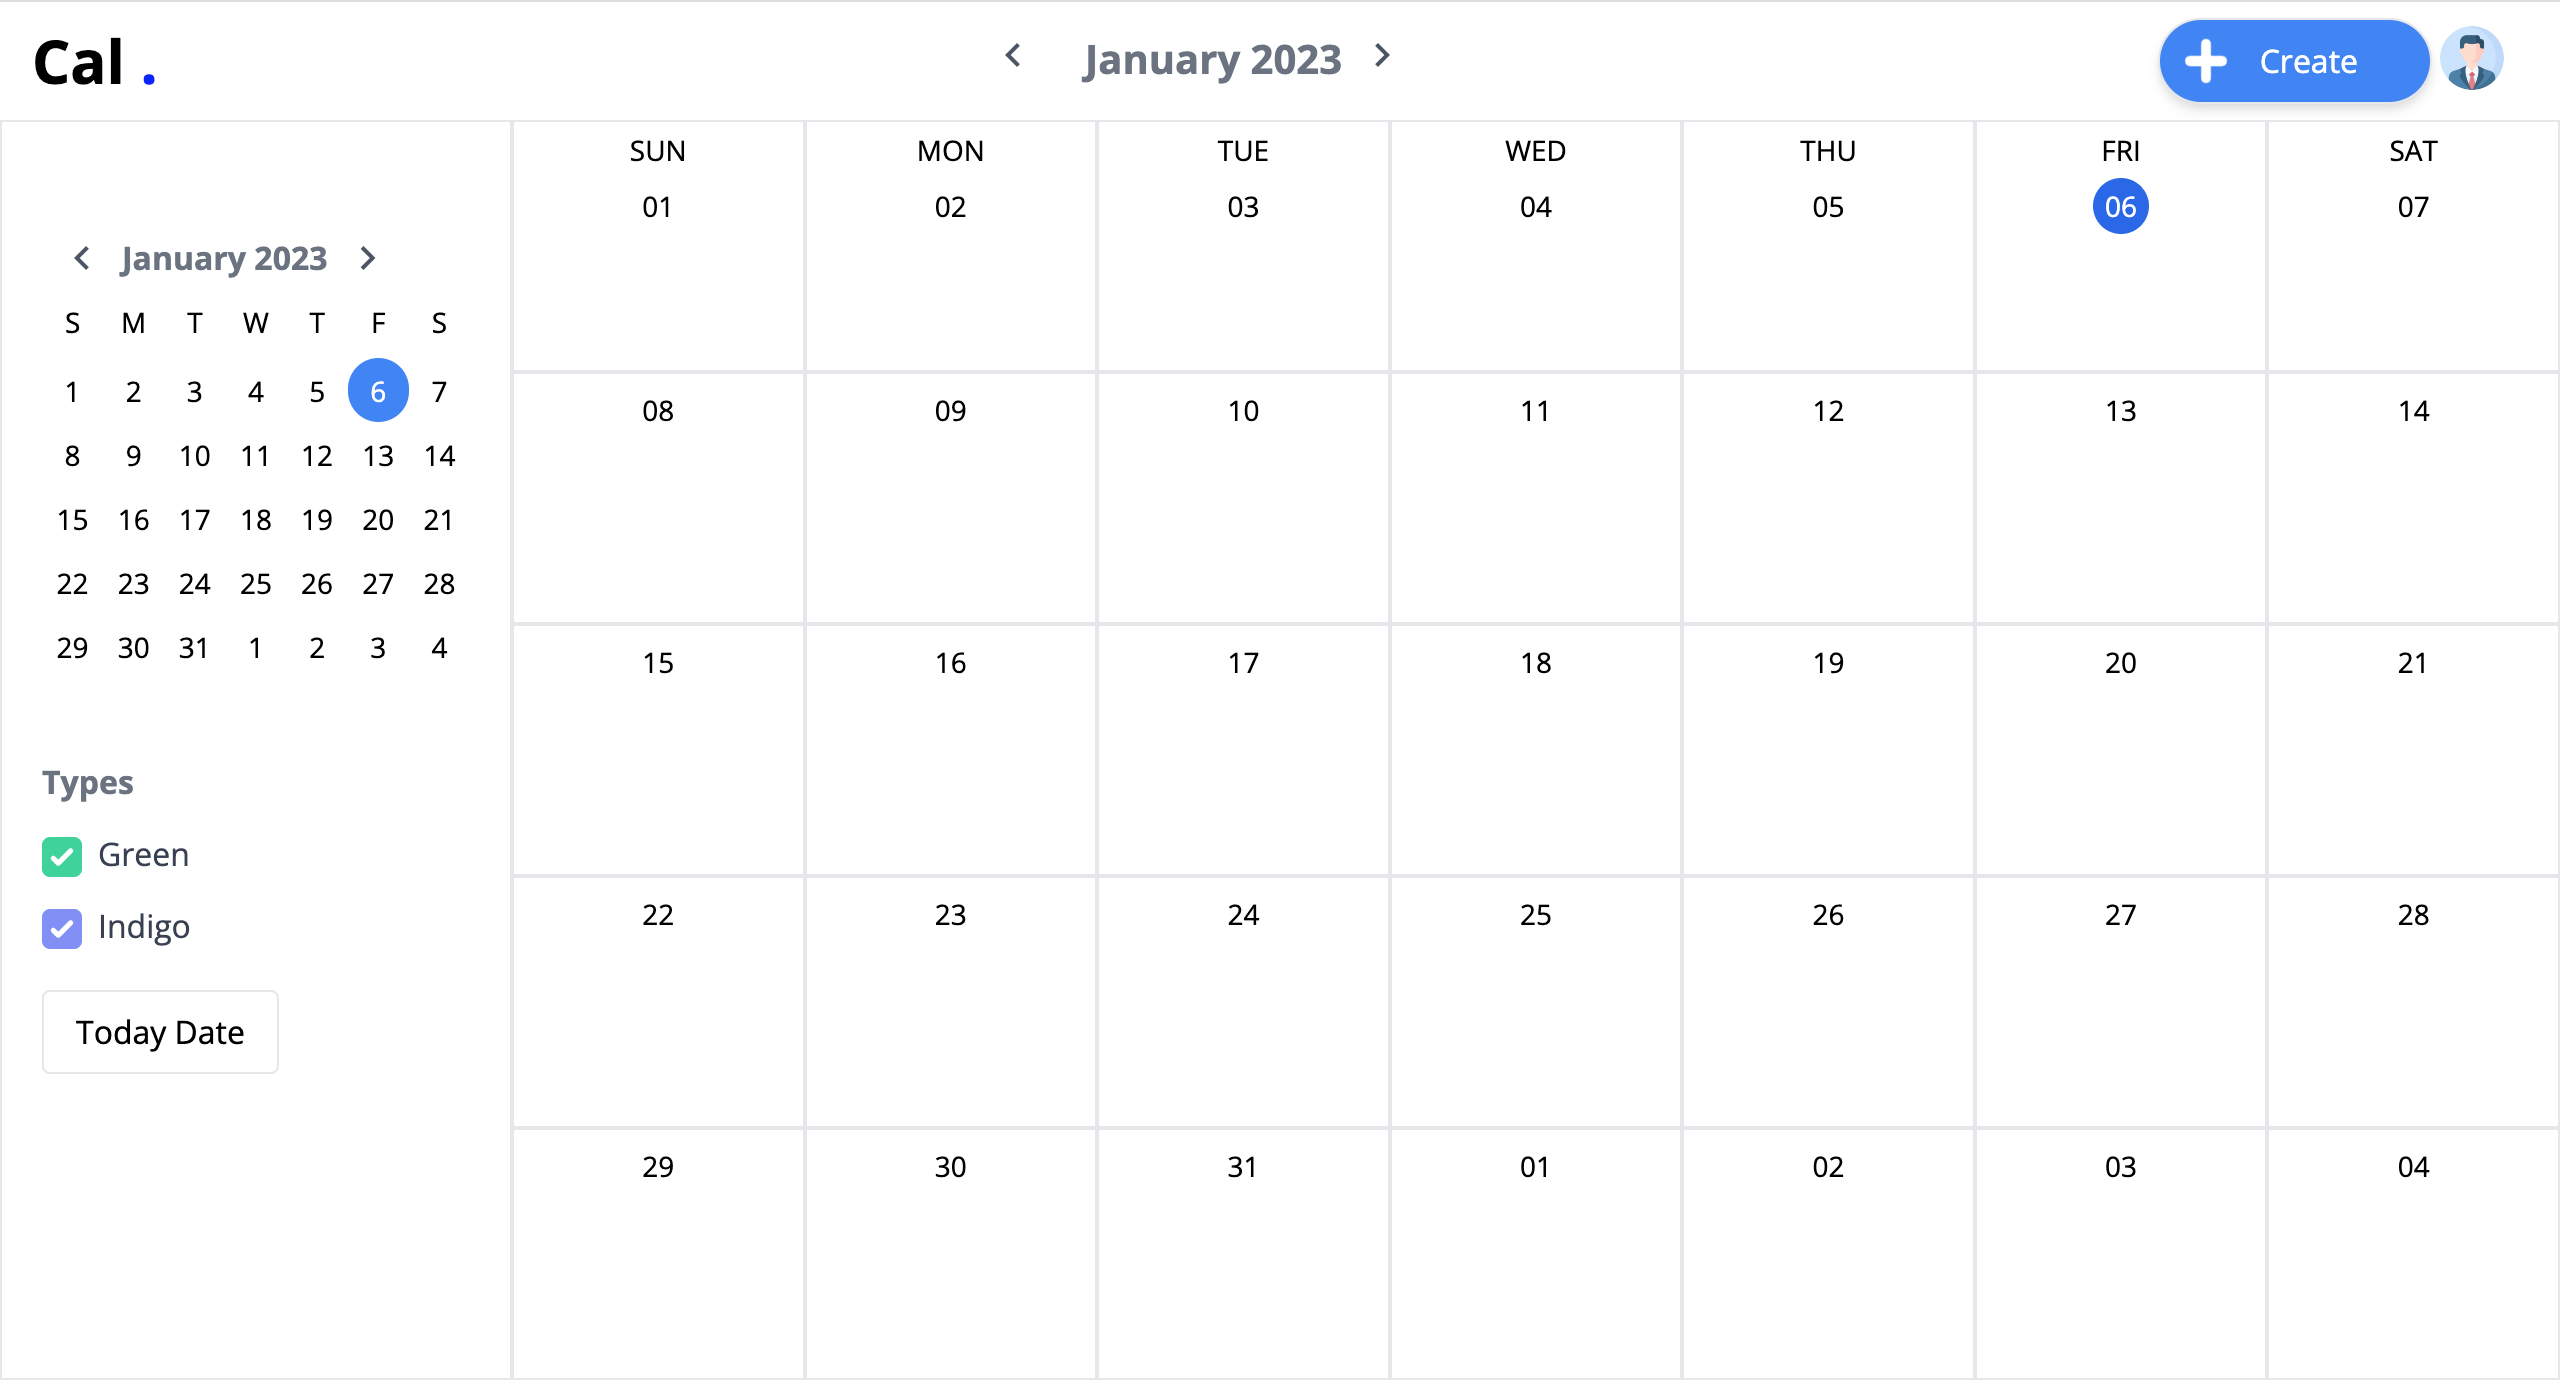 Cal .
January 2023
Create
January 2023
S M T W T F S
1 2 3 4 5 6 7
8 9 10 11 12 13 14
15 16 17 18 19 20 21
22 23 24 25 26 27 28
29 30 31 1 2 3 4
Types
Green
Indigo
Today Date
SUN MON TUE WED THU FRI SAT
01 02 03 04 05 06 07
08 09 10 11 12 13 14
15 16 17 18 19 20 21
22 23 24 25 26 27 28
29 30 31 01 02 03 04